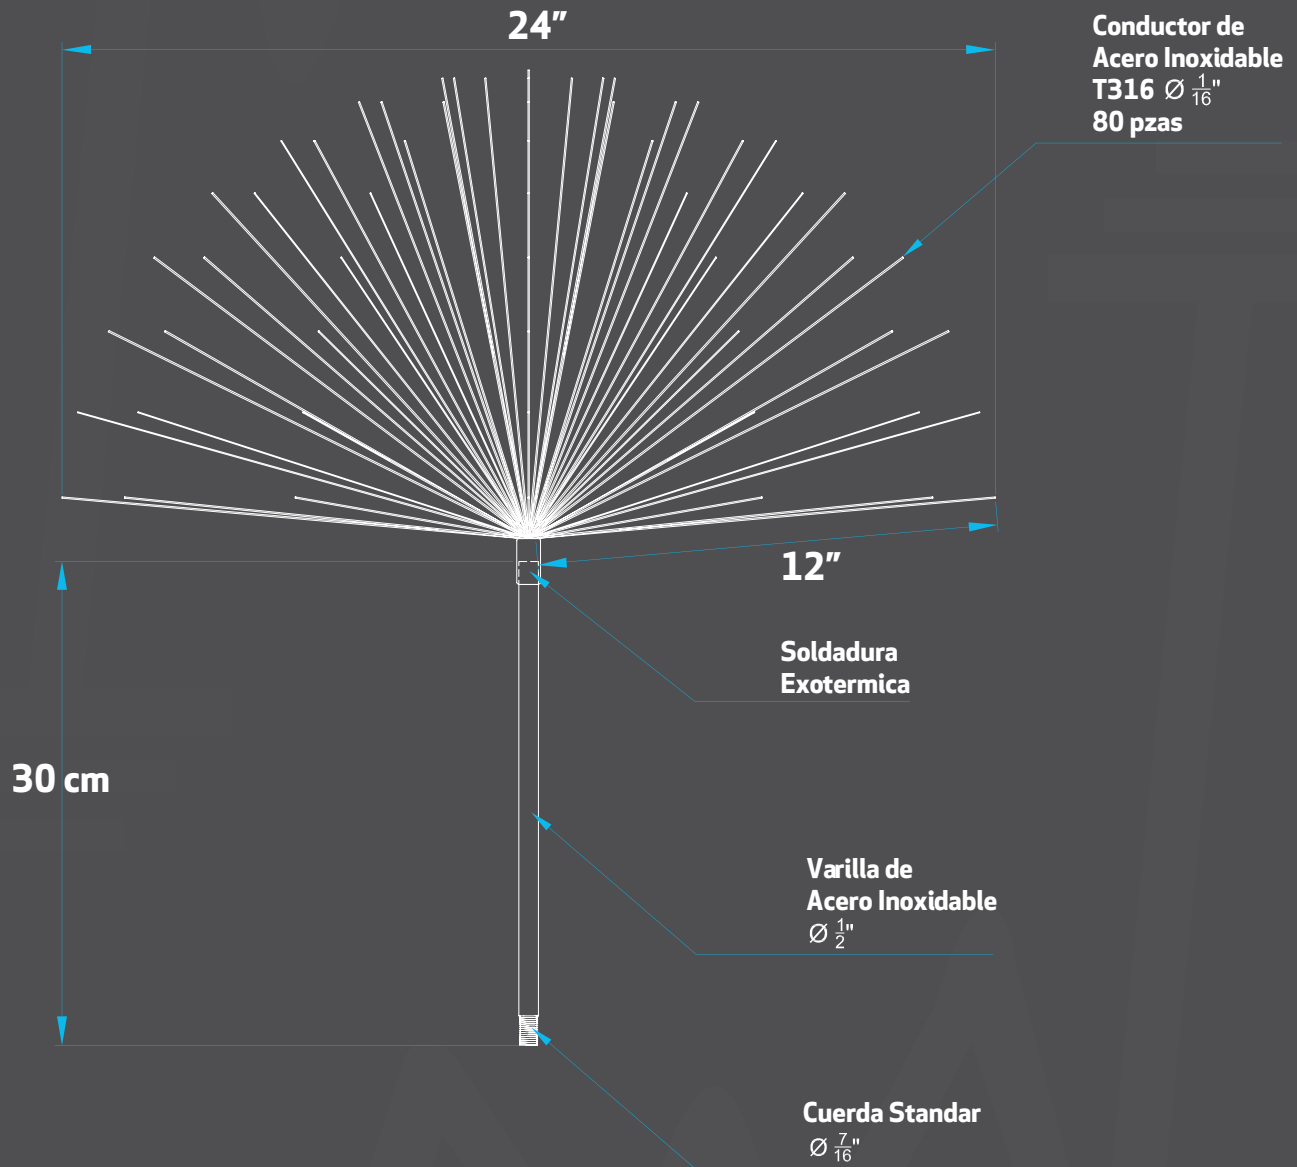 24”
Conductor de
Acero Inoxidable
T316 Ø 1/16"
80 pzas
12”
Soldadura
Exotermica
30 cm
Varilla de
Acero Inoxidable
Ø 1/2"
Cuerda Standar
Ø 7/16"